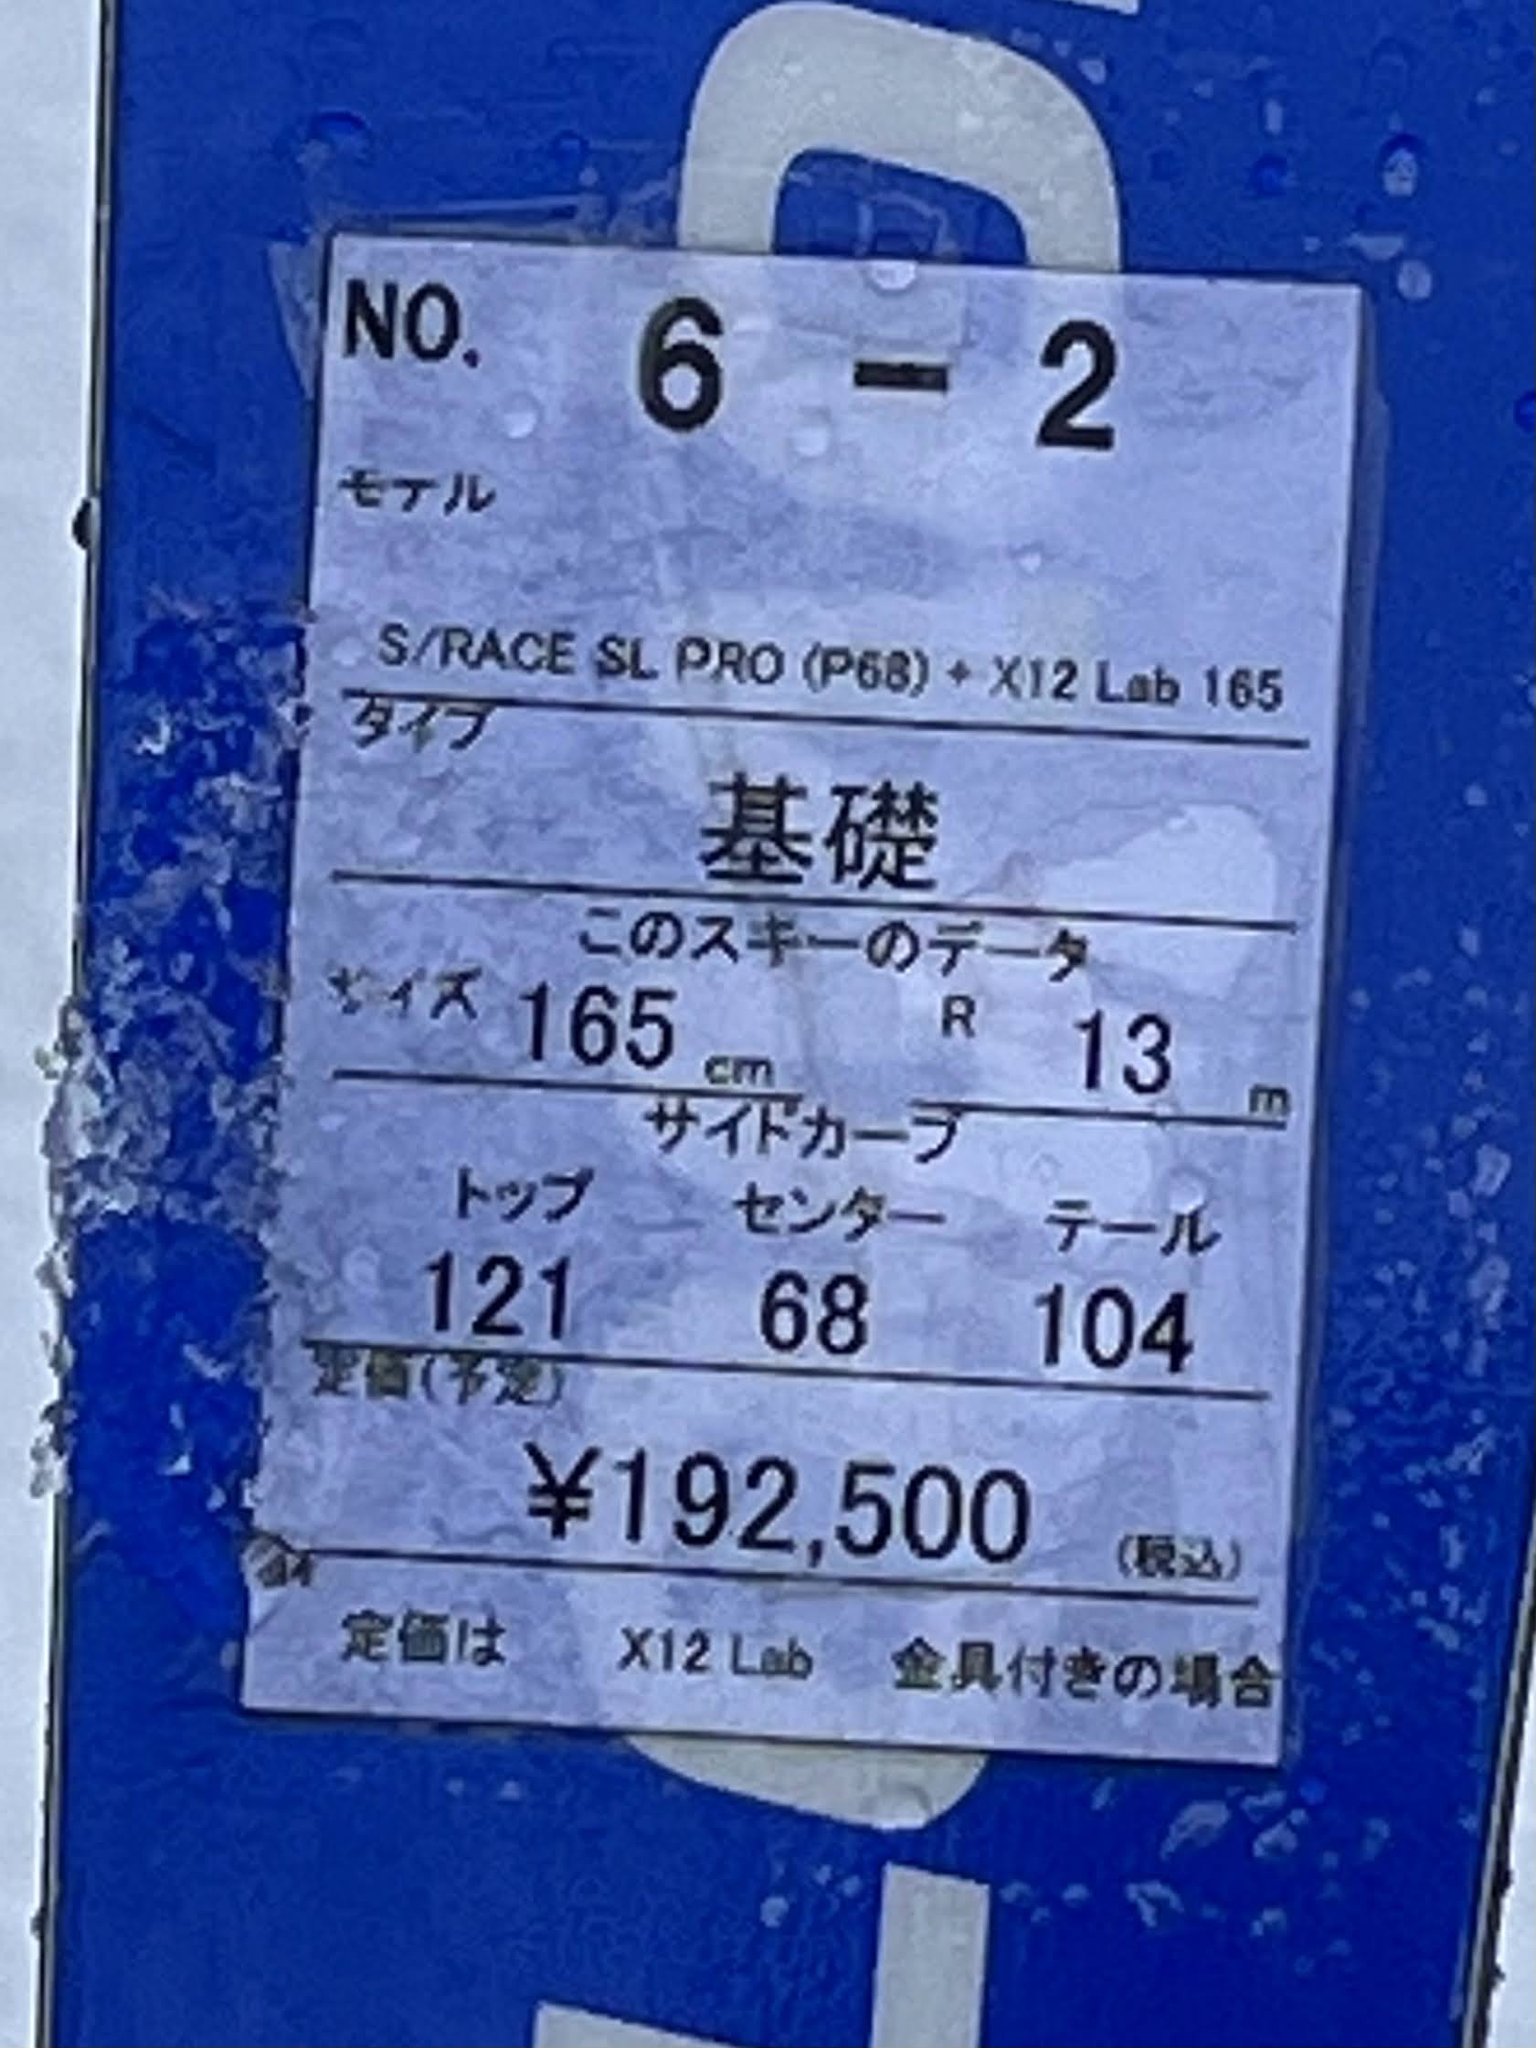 NO. 6 - 2
モデル
S/RACE SL PRO (P68) + X12 Lab 165
タイプ
基礎
このスキーのデータ
サイズ 165 cm R 13 m
サイドカーブ
トップ センター テール
121 68 104
定価(予定)
¥192,500 (税込)
定価は X12 Lab 金具付きの場合